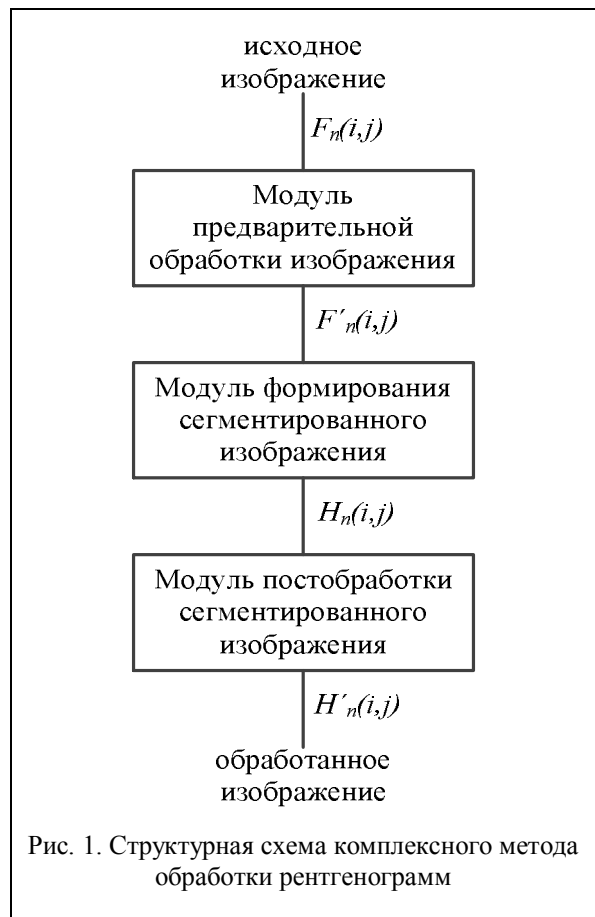 исходное
изображение
Fn(i,j)
Модуль
предварительной
обработки изображения
F′n(i,j)
Модуль формирования
сегментированного
изображения
Hn(i,j)
Модуль постобработки
сегментированного
изображения
H′n(i,j)
обработанное
изображение
Рис. 1. Структурная схема комплексного метода
обработки рентгенограмм